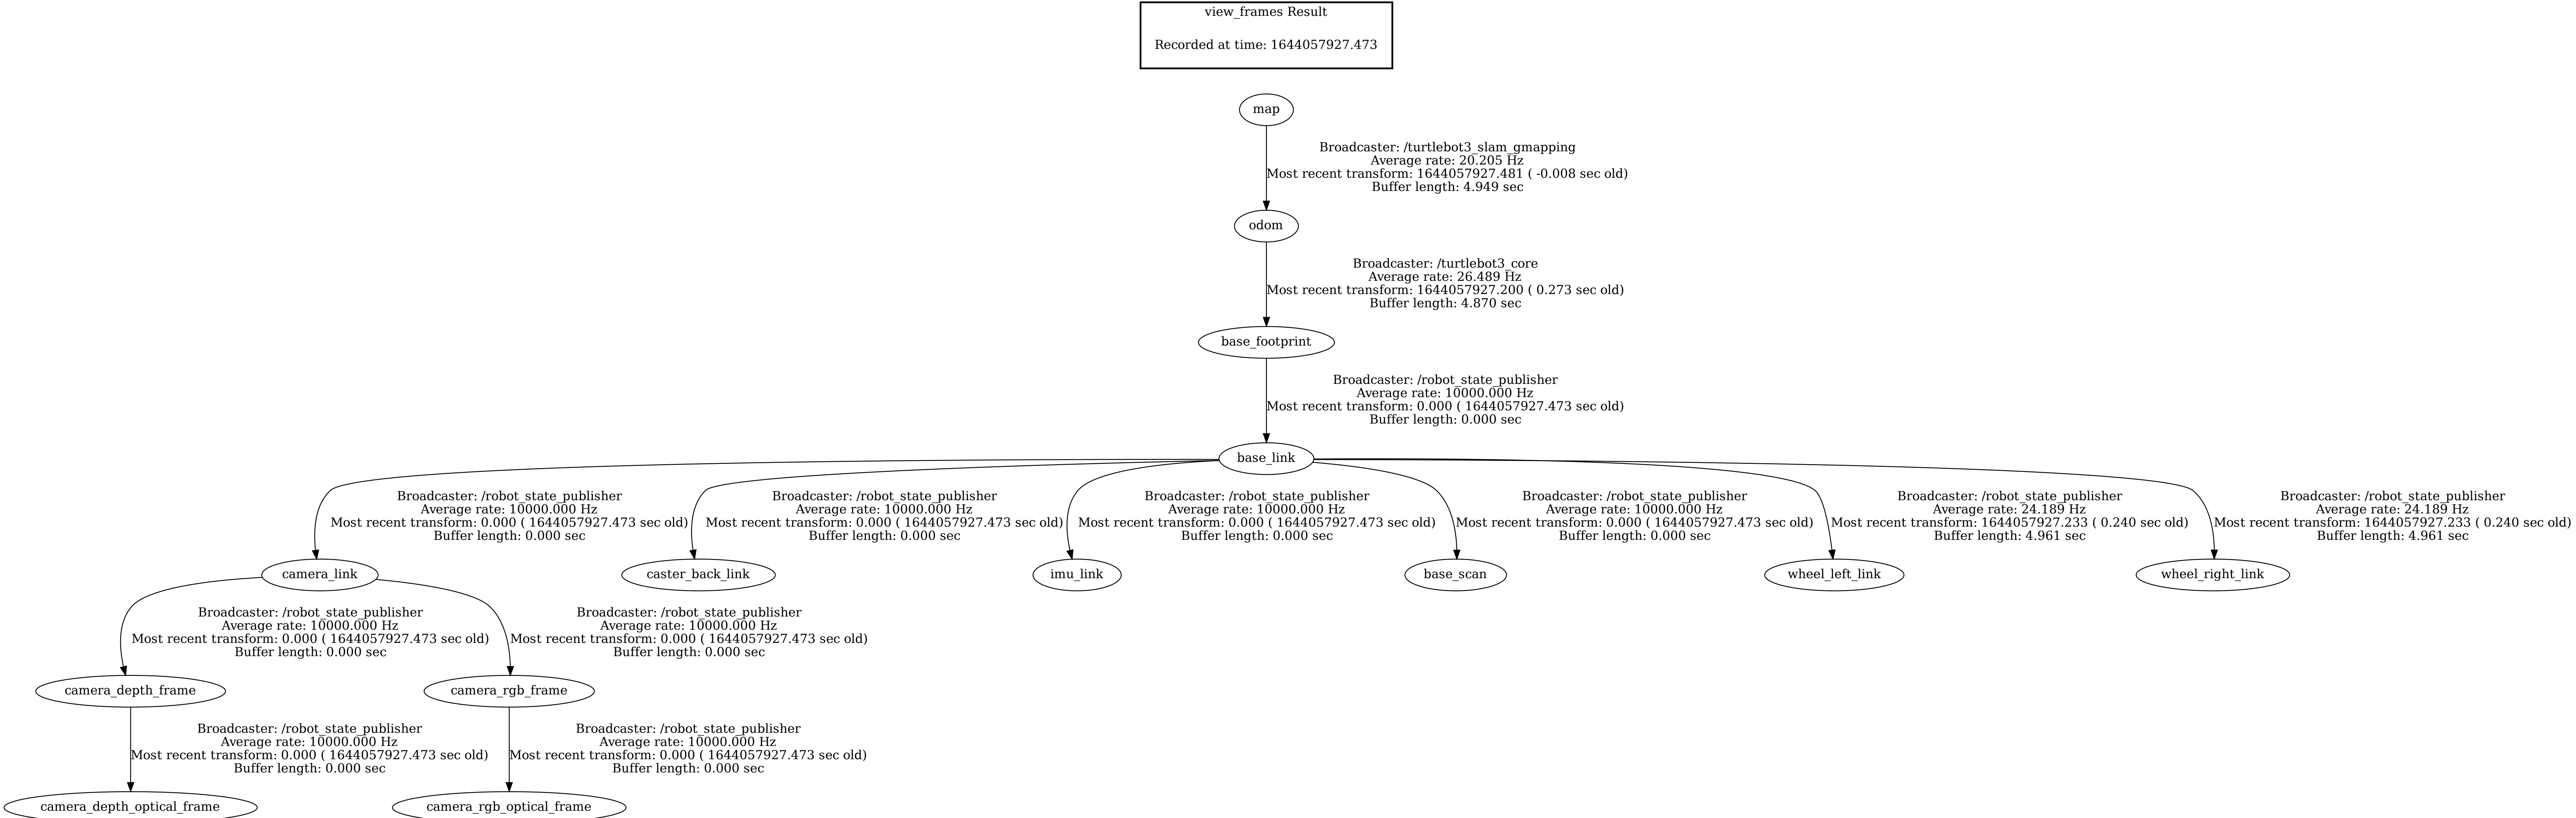 view_frames Result
Recorded at time: 1644057927.473
map
Broadcaster: /turtlebot3_slam_gmapping
Average rate: 20.205 Hz
Most recent transform: 1644057927.481 ( -0.008 sec old)
Buffer length: 4.949 sec
odom
Broadcaster: /turtlebot3_core
Average rate: 26.489 Hz
Most recent transform: 1644057927.200 ( 0.273 sec old)
Buffer length: 4.870 sec
base_footprint
Broadcaster: /robot_state_publisher
Average rate: 10000.000 Hz
Most recent transform: 0.000 ( 1644057927.473 sec old)
Buffer length: 0.000 sec
base_link
Broadcaster: /robot_state_publisher
Average rate: 10000.000 Hz
Most recent transform: 0.000 ( 1644057927.473 sec old)
Buffer length: 0.000 sec
Broadcaster: /robot_state_publisher
Average rate: 10000.000 Hz
Most recent transform: 0.000 ( 1644057927.473 sec old)
Buffer length: 0.000 sec
Broadcaster: /robot_state_publisher
Average rate: 10000.000 Hz
Most recent transform: 0.000 ( 1644057927.473 sec old)
Buffer length: 0.000 sec
Broadcaster: /robot_state_publisher
Average rate: 10000.000 Hz
Most recent transform: 0.000 ( 1644057927.473 sec old)
Buffer length: 0.000 sec
Broadcaster: /robot_state_publisher
Average rate: 24.189 Hz
Most recent transform: 1644057927.233 ( 0.240 sec old)
Buffer length: 4.961 sec
Broadcaster: /robot_state_publisher
Average rate: 24.189 Hz
Most recent transform: 1644057927.233 ( 0.240 sec old)
Buffer length: 4.961 sec
camera_link
caster_back_link
imu_link
base_scan
wheel_left_link
wheel_right_link
Broadcaster: /robot_state_publisher
Average rate: 10000.000 Hz
Most recent transform: 0.000 ( 1644057927.473 sec old)
Buffer length: 0.000 sec
Broadcaster: /robot_state_publisher
Average rate: 10000.000 Hz
Most recent transform: 0.000 ( 1644057927.473 sec old)
Buffer length: 0.000 sec
camera_depth_frame
camera_rgb_frame
Broadcaster: /robot_state_publisher
Average rate: 10000.000 Hz
Most recent transform: 0.000 ( 1644057927.473 sec old)
Buffer length: 0.000 sec
Broadcaster: /robot_state_publisher
Average rate: 10000.000 Hz
Most recent transform: 0.000 ( 1644057927.473 sec old)
Buffer length: 0.000 sec
camera_depth_optical_frame
camera_rgb_optical_frame